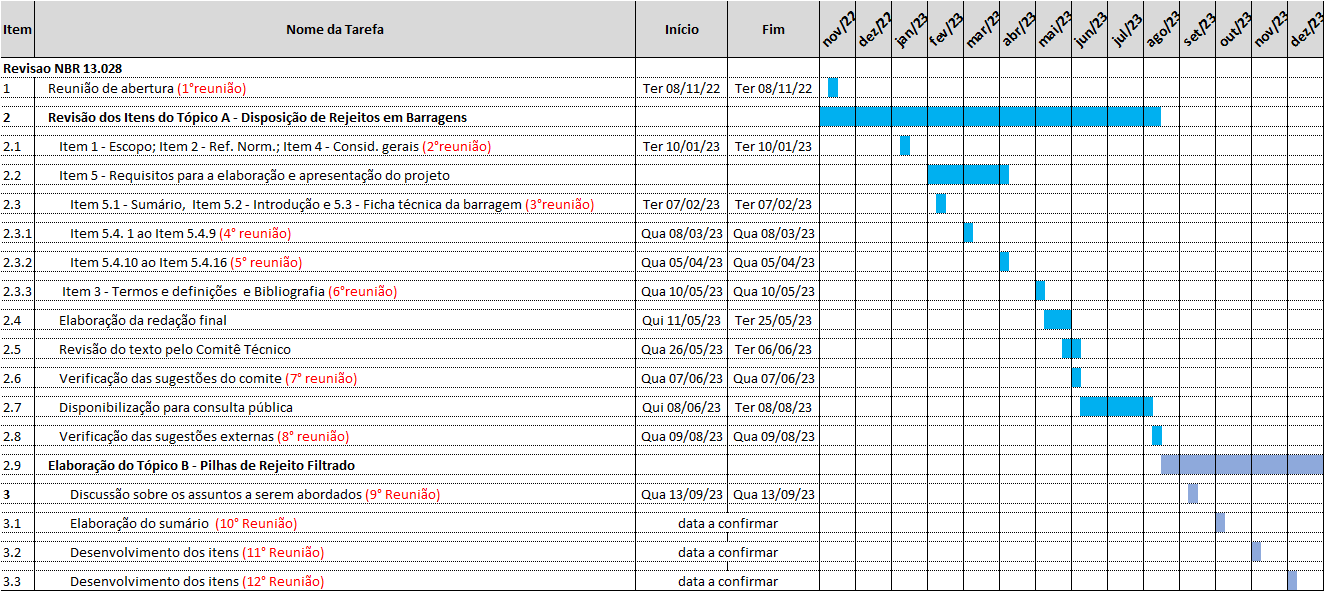 Item Nome da Tarefa Início Fim nov/22 dez/22 jan/23 fev/23 mar/23 abr/23 mai/23 jun/23 jul/23 ago/23 set/23 out/23 nov/23 dez/23
Revisao NBR 13.028
1 Reunião de abertura (1°reunião) Ter 08/11/22 Ter 08/11/22
2 Revisão dos Itens do Tópico A - Disposição de Rejeitos em Barragens
2.1 Item 1 - Escopo; Item 2 - Ref. Norm.; Item 4 - Consid. gerais (2°reunião) Ter 10/01/23 Ter 10/01/23
2.2 Item 5 - Requisitos para a elaboração e apresentação do projeto
2.3 Item 5.1 - Sumário, Item 5.2 - Introdução e 5.3 - Ficha técnica da barragem (3°reunião) Ter 07/02/23 Ter 07/02/23
2.3.1 Item 5.4. 1 ao Item 5.4.9 (4° reunião) Qua 08/03/23 Qua 08/03/23
2.3.2 Item 5.4.10 ao Item 5.4.16 (5° reunião) Qua 05/04/23 Qua 05/04/23
2.3.3 Item 3 - Termos e definições e Bibliografia (6°reunião) Qua 10/05/23 Qua 10/05/23
2.4 Elaboração da redação final Qui 11/05/23 Ter 25/05/23
2.5 Revisão do texto pelo Comitê Técnico Qua 26/05/23 Ter 06/06/23
2.6 Verificação das sugestões do comite (7° reunião) Qua 07/06/23 Qua 07/06/23
2.7 Disponibilização para consulta pública Qui 08/06/23 Ter 08/08/23
2.8 Verificação das sugestões externas (8° reunião) Qua 09/08/23 Qua 09/08/23
2.9 Elaboração do Tópico B - Pilhas de Rejeito Filtrado
3 Discussão sobre os assuntos a serem abordados (9° Reunião) Qua 13/09/23 Qua 13/09/23
3.1 Elaboração do sumário (10° Reunião) data a confirmar
3.2 Desenvolvimento dos itens (11° Reunião) data a confirmar
3.3 Desenvolvimento dos itens (12° Reunião) data a confirmar